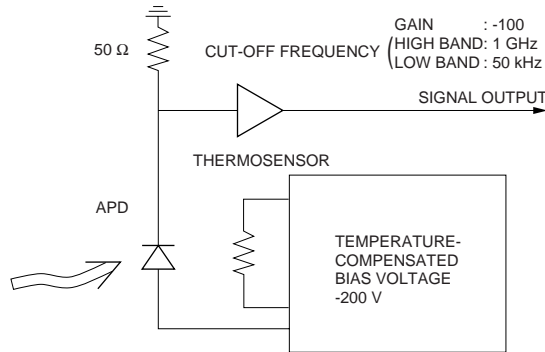 GAIN : -100
50 Ω
CUT-OFF FREQUENCY
HIGH BAND: 1 GHz
LOW BAND : 50 kHz
SIGNAL OUTPUT
THERMOSENSOR
APD
TEMPERATURE-
COMPENSATED
BIAS VOLTAGE
-200 V